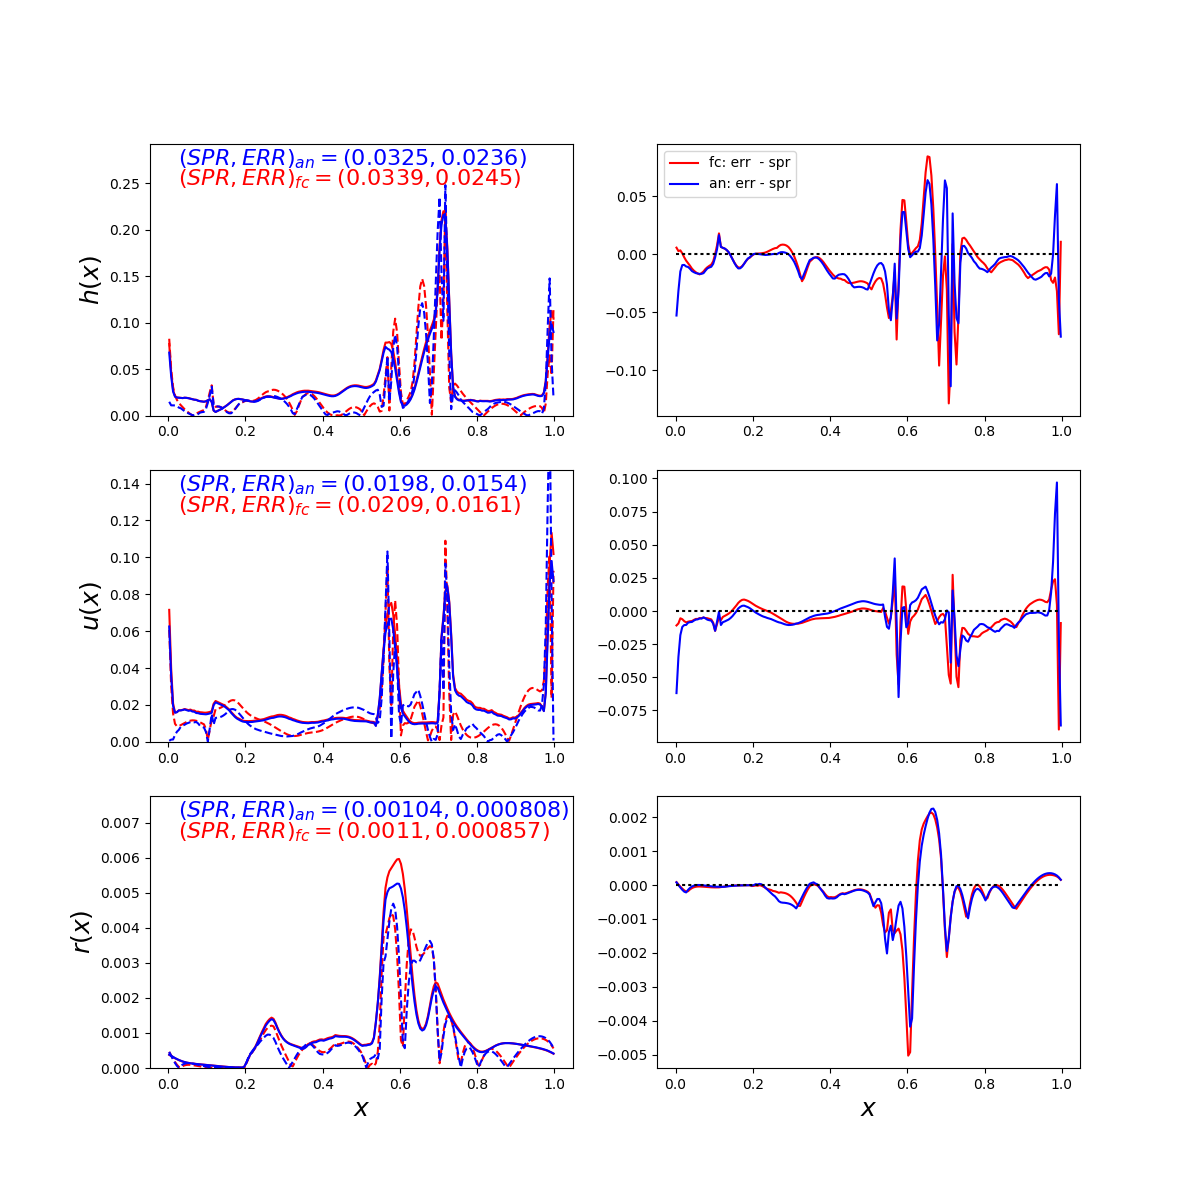 (SPR, ERR)an = (0.0325, 0.0236)
(SPR, ERR)fc = (0.0339, 0.0245)
h(x)
0.25
0.20
0.15
0.10
0.05
0.00
0.0 0.2 0.4 0.6 0.8 1.0
fc: err - spr
an: err - spr
0.05
0.00
−0.05
−0.10
0.0 0.2 0.4 0.6 0.8 1.0
(SPR, ERR)an = (0.0198, 0.0154)
(SPR, ERR)fc = (0.0209, 0.0161)
u(x)
0.14
0.12
0.10
0.08
0.06
0.04
0.02
0.00
0.0 0.2 0.4 0.6 0.8 1.0
0.100
0.075
0.050
0.025
0.000
−0.025
−0.050
−0.075
0.0 0.2 0.4 0.6 0.8 1.0
(SPR, ERR)an = (0.00104, 0.000808)
(SPR, ERR)fc = (0.0011, 0.000857)
r(x)
0.007
0.006
0.005
0.004
0.003
0.002
0.001
0.000
0.0 0.2 0.4 0.6 0.8 1.0
x
0.002
0.001
0.000
−0.001
−0.002
−0.003
−0.004
−0.005
0.0 0.2 0.4 0.6 0.8 1.0
x